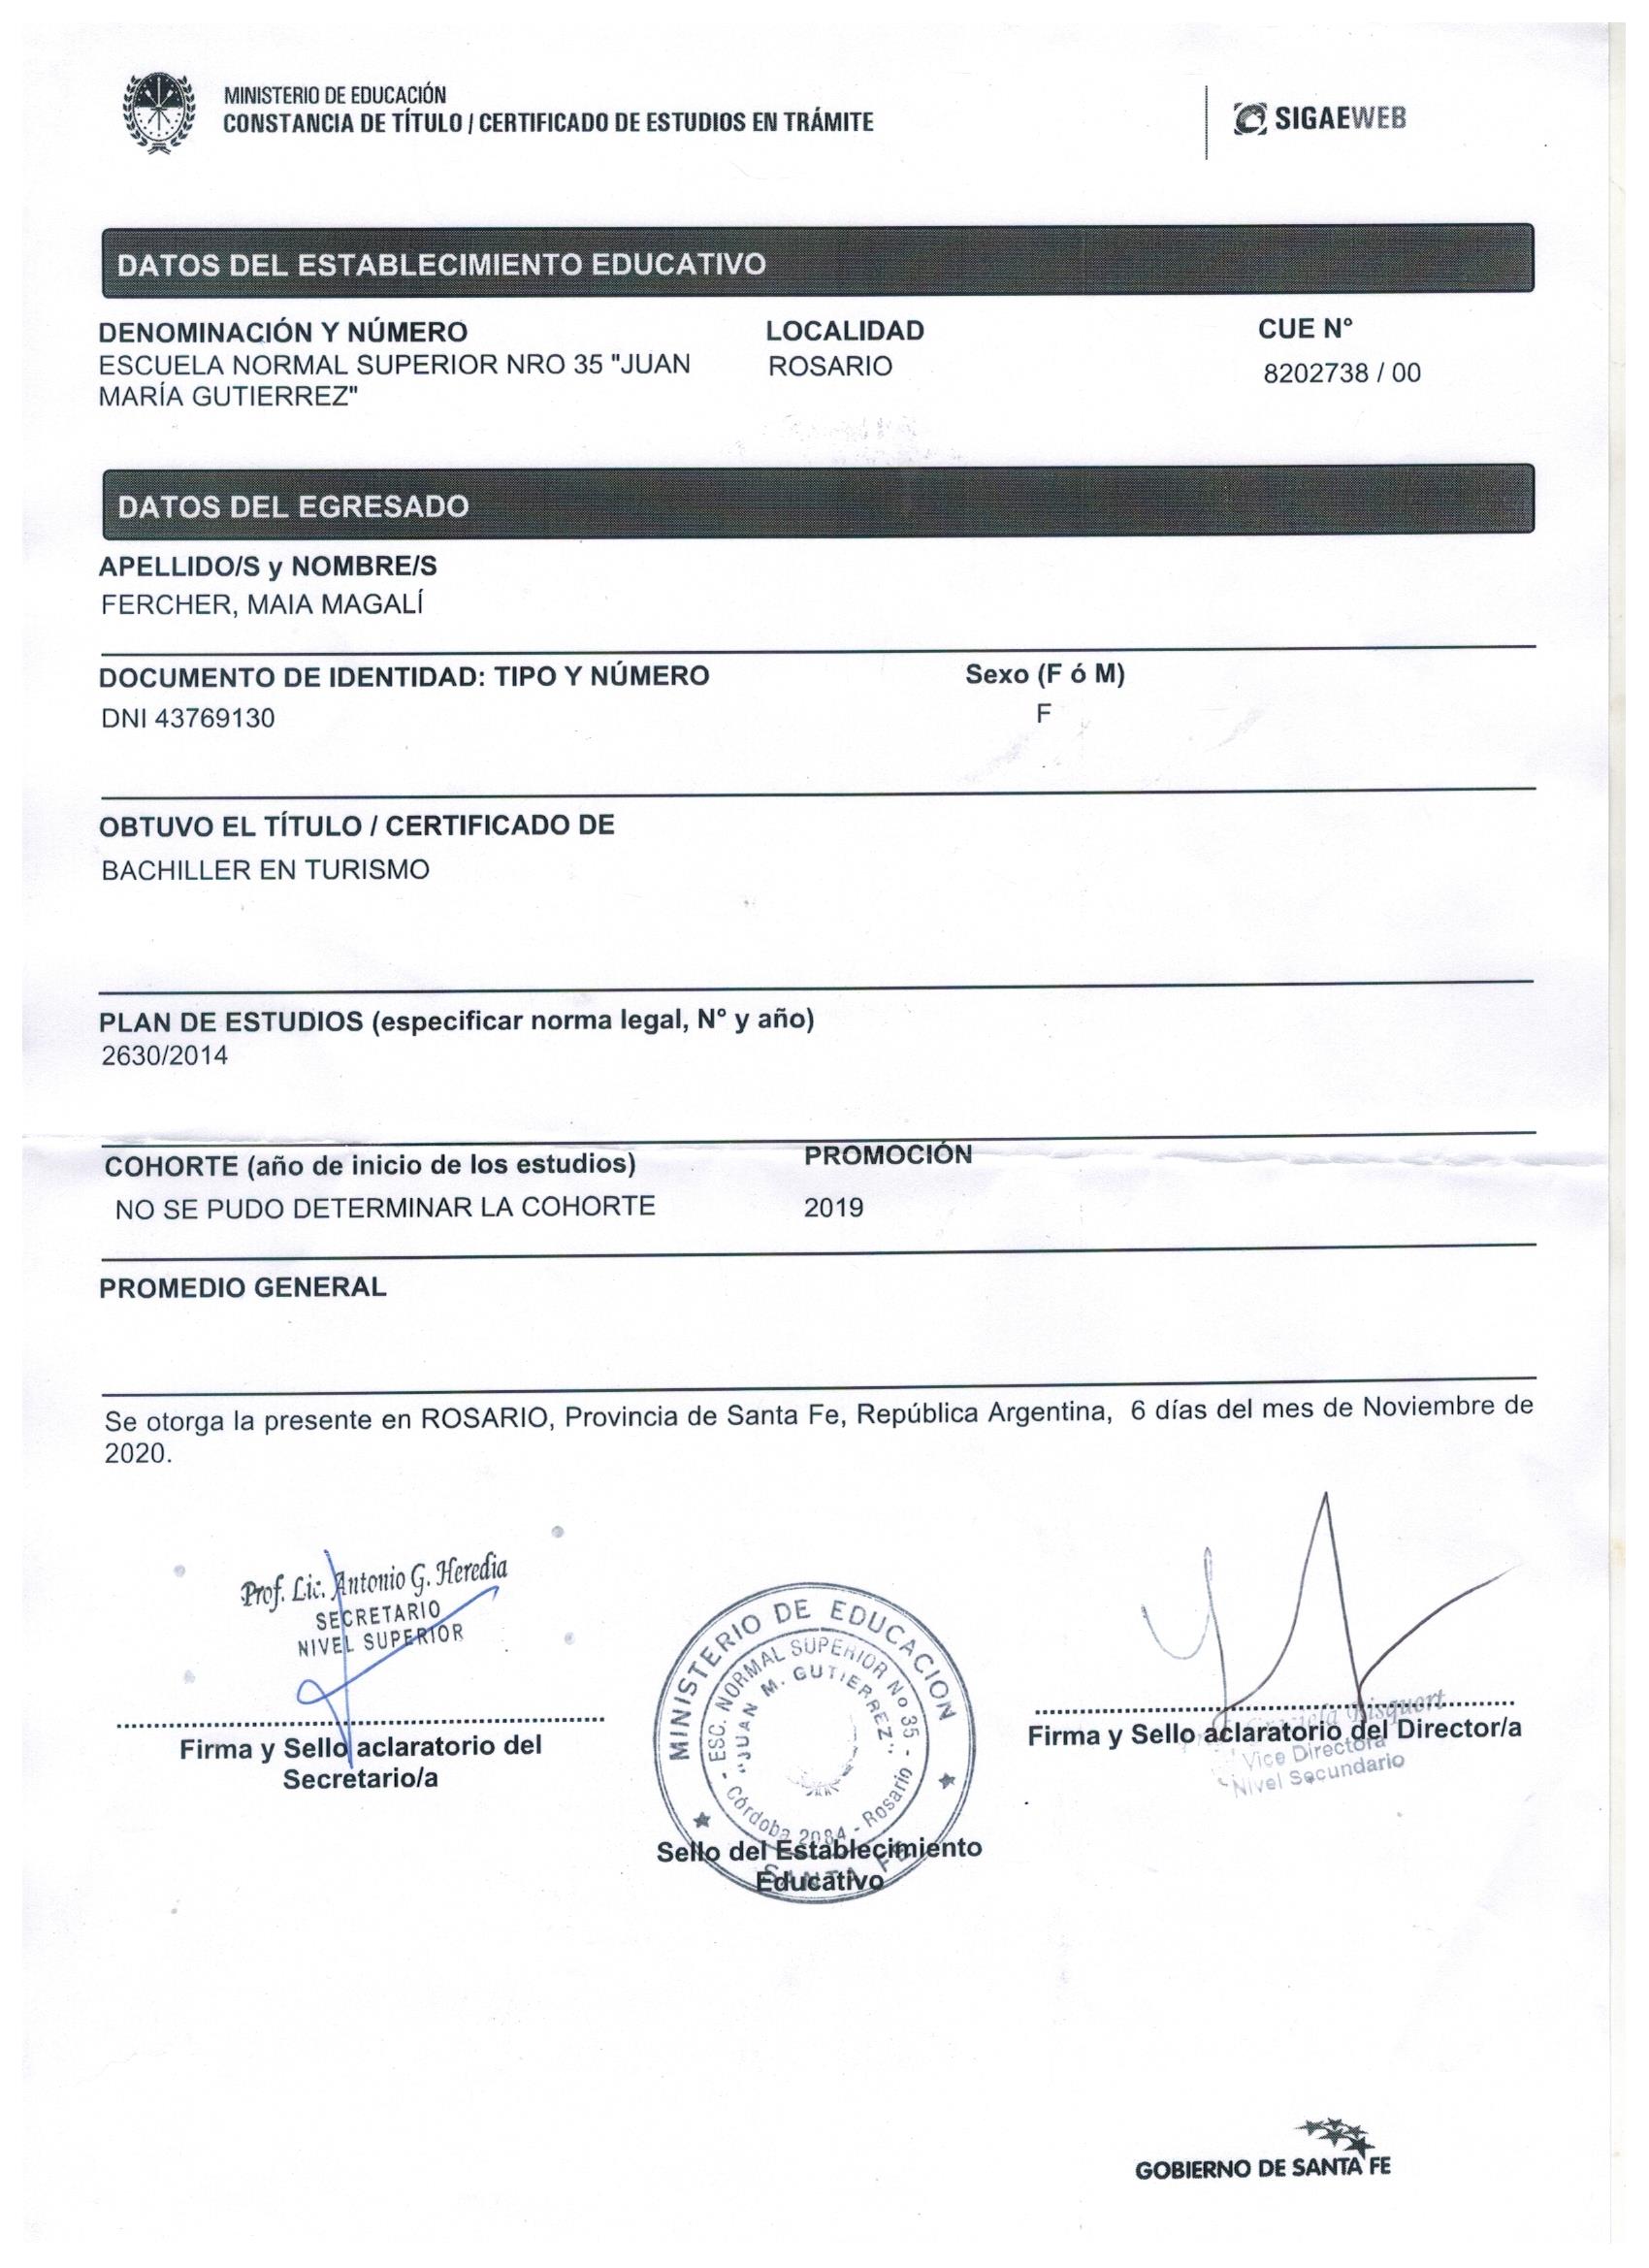 MINISTERIO DE EDUCACIÓN
CONSTANCIA DE TÍTULO / CERTIFICADO DE ESTUDIOS EN TRÁMITE
SIGAEWEB
DATOS DEL ESTABLECIMIENTO EDUCATIVO
DENOMINACIÓN Y NÚMERO LOCALIDAD CUE N°
ESCUELA NORMAL SUPERIOR NRO 35 "JUAN ROSARIO 8202738 / 00
MARÍA GUTIERREZ"
DATOS DEL EGRESADO
APELLIDO/S y NOMBRE/S
FERCHER, MAIA MAGALÍ
DOCUMENTO DE IDENTIDAD: TIPO Y NÚMERO Sexo (F ó M)
DNI 43769130 F
OBTUVO EL TÍTULO / CERTIFICADO DE
BACHILLER EN TURISMO
PLAN DE ESTUDIOS (especificar norma legal, N° y año)
2630/2014
COHORTE (año de inicio de los estudios) PROMOCIÓN
NO SE PUDO DETERMINAR LA COHORTE 2019
PROMEDIO GENERAL
Se otorga la presente en ROSARIO, Provincia de Santa Fe, República Argentina, 6 días del mes de Noviembre de
2020.
Prof. Lic. Antonio G. Heredia
SECRETARIO
NIVEL SUPERIOR
Firma y Sello aclaratorio del
Secretario/a
MINISTERIO DE EDUCACION
SANTA FE
- ESC. NORMAL SUPERIOR No 35 -
"JUAN M. GUTIERREZ"
Córdoba 2084 - Rosario
Sello del Establecimiento
Educativo
Graciela Risquert
Firma y Sello aclaratorio del Director/a
Vice Directora
Nivel Secundario
GOBIERNO DE SANTA FE